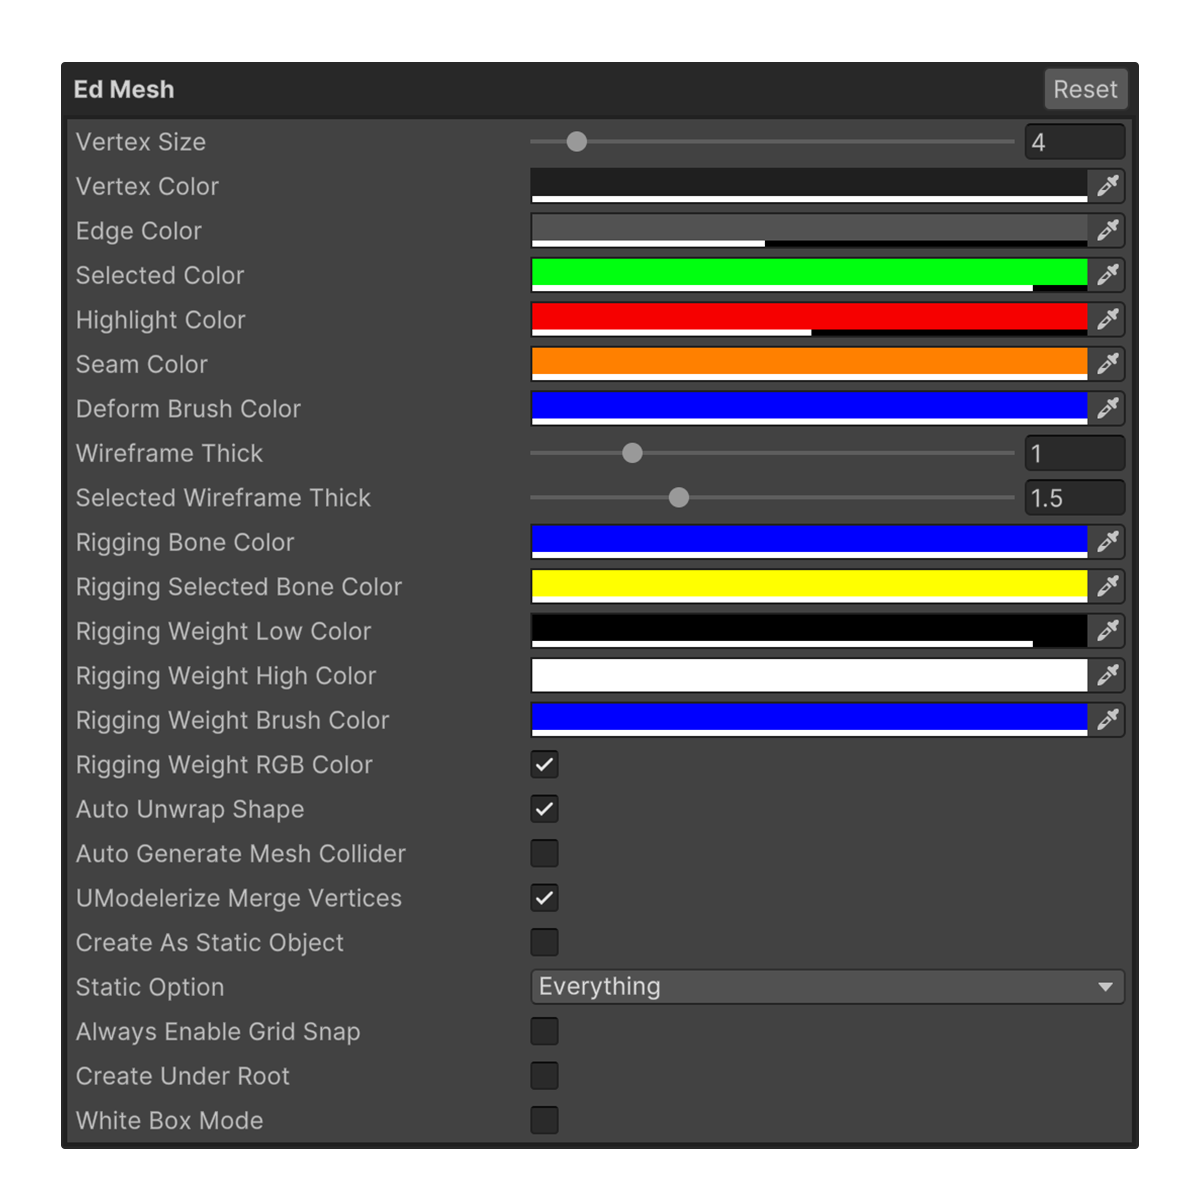 Ed Mesh Reset
Vertex Size 4
Vertex Color
Edge Color
Selected Color
Highlight Color
Seam Color
Deform Brush Color
Wireframe Thick 1
Selected Wireframe Thick 1.5
Rigging Bone Color
Rigging Selected Bone Color
Rigging Weight Low Color
Rigging Weight High Color
Rigging Weight Brush Color
Rigging Weight RGB Color
Auto Unwrap Shape
Auto Generate Mesh Collider
UModelerize Merge Vertices
Create As Static Object
Static Option Everything
Always Enable Grid Snap
Create Under Root
White Box Mode